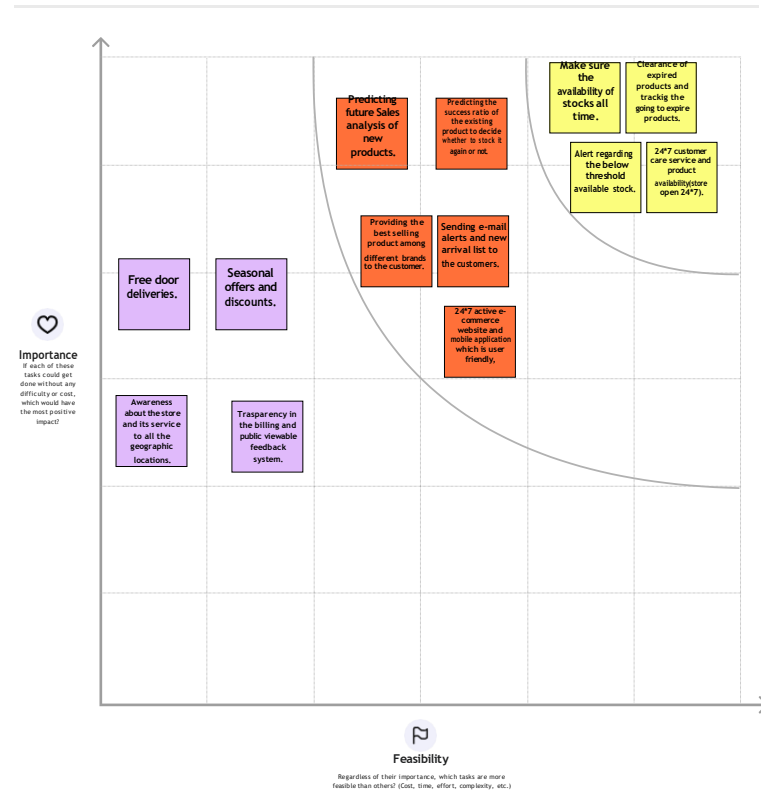 Make sure
the
availability of
stocks all
time.
Clearance of
expired
products and
trackig the
going to expire
products.
Predicting
future Sales
analysis of
new
products.
Predicting the
success ratio of
the existing
product to decide
whether to stock it
again or not.
Alert regarding
the below
threshold
available stock.
24*7 customer
care service and
product
availability(store
open 24*7).
Providing the
best selling
product among
different brands
to the customer.
Sending e-mail
alerts and new
arrival list to
the customers.
Free door
deliveries.
Seasonal
offers and
discounts.
24*7 active e-
commerce
website and
mobile application
which is user
friendly,
Importance
If each of these
tasks could get
done without any
difficulty or cost,
which would have
the most positive
impact?
Awareness
about the store
and its service
to all the
geographic
locations.
Trasparency in
the billing and
public viewable
feedback
system.
Feasibility
Regardless of their importance, which tasks are more
feasible than others? (Cost, time, effort, complexity, etc.)